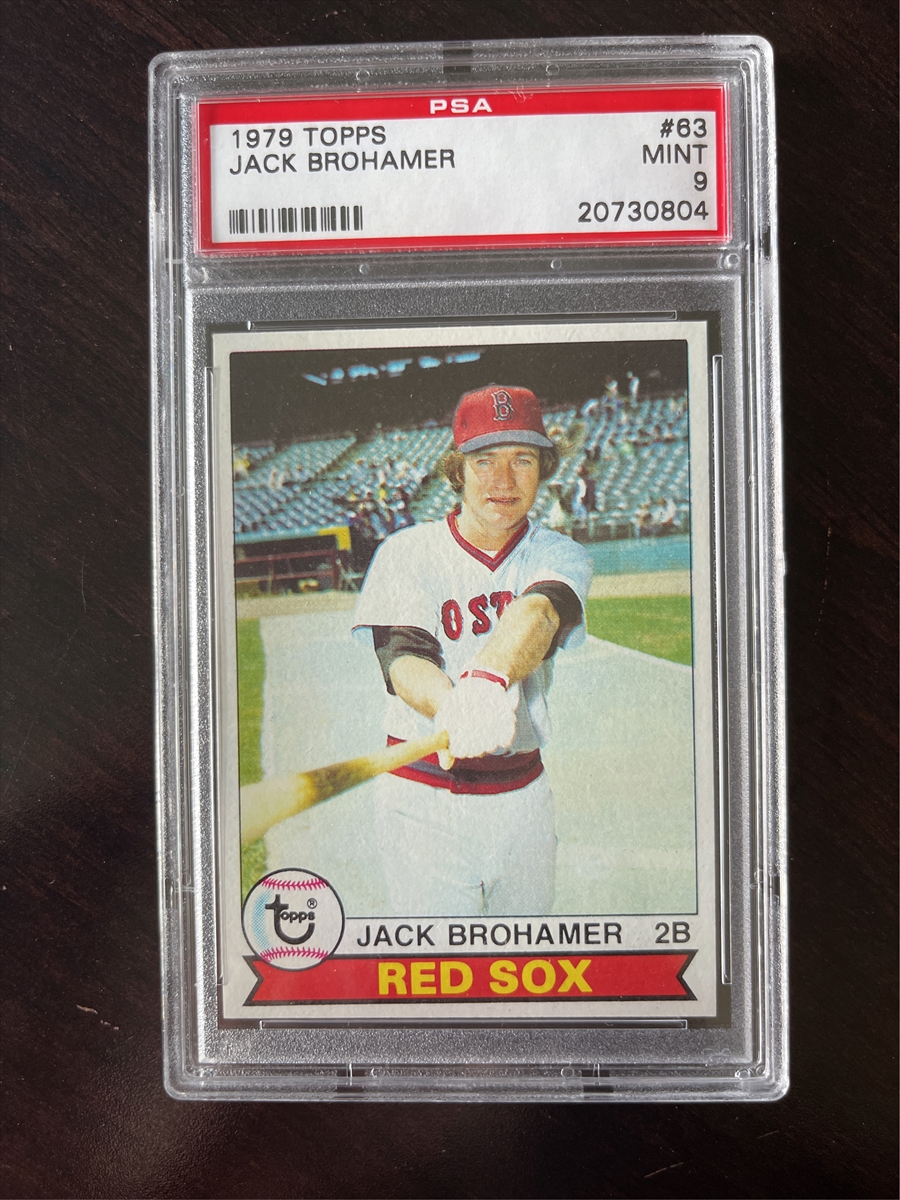 PSA
1979 TOPPS #63
JACK BROHAMER MINT
9
20730804
B
OST
topps®
JACK BROHAMER 2B
RED SOX